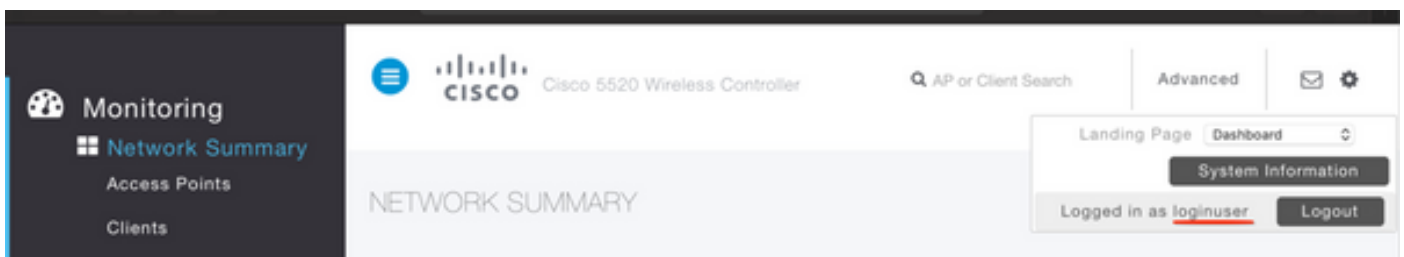 Monitoring
Network Summary
Access Points
Clients
CISCO Cisco 5520 Wireless Controller AP or Client Search Advanced
Landing Page Dashboard
System Information
NETWORK SUMMARY
Logged in as loginuser Logout